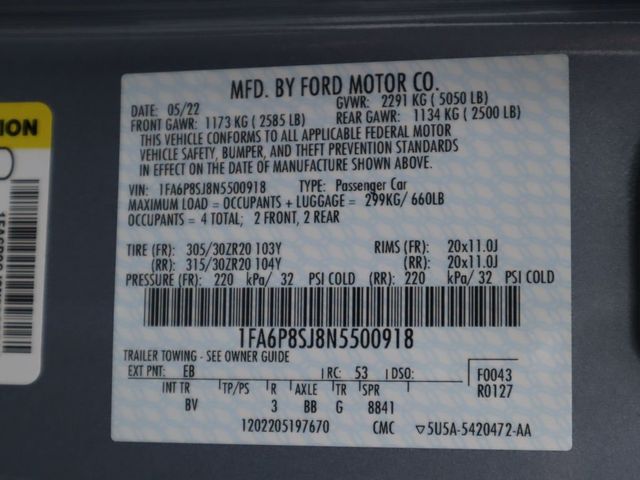 MFD. BY FORD MOTOR CO.
DATE: 05/22 GVWR: 2291 KG ( 5050 LB)
FRONT GAWR: 1173 KG ( 2585 LB) REAR GAWR: 1134 KG ( 2500 LB)
THIS VEHICLE CONFORMS TO ALL APPLICABLE FEDERAL MOTOR
VEHICLE SAFETY, BUMPER, AND THEFT PREVENTION STANDARDS
IN EFFECT ON THE DATE OF MANUFACTURE SHOWN ABOVE.
VIN: 1FA6P8SJ8N5500918 TYPE: Passenger Car
MAXIMUM LOAD = OCCUPANTS + LUGGAGE = 299KG/ 660LB
OCCUPANTS = 4 TOTAL; 2 FRONT, 2 REAR
TIRE (FR): 305/30ZR20 103Y RIMS (FR): 20x11.0J
(RR): 315/30ZR20 104Y (RR): 20x11.0J
PRESSURE (FR): 220 kPa/ 32 PSI COLD (RR): 220 kPa/ 32 PSI COLD
1FA6P8SJ8N5500918
TRAILER TOWING - SEE OWNER GUIDE
EXT PNT: EB RC: 53 DSO: F0043
INT TR TP/PS R AXLE TR SPR R0127
BV 3 BB G 8841
1202205197670 CMC 5U5A-5420472-AA